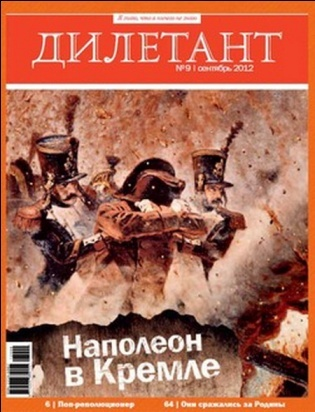 Я знаю, что я ничего не знаю
ДИЛЕТАНТ
№9 | сентябрь 2012
Наполеон
в Кремле
6 | Поп-революционер
64 | Они сражались за Родины